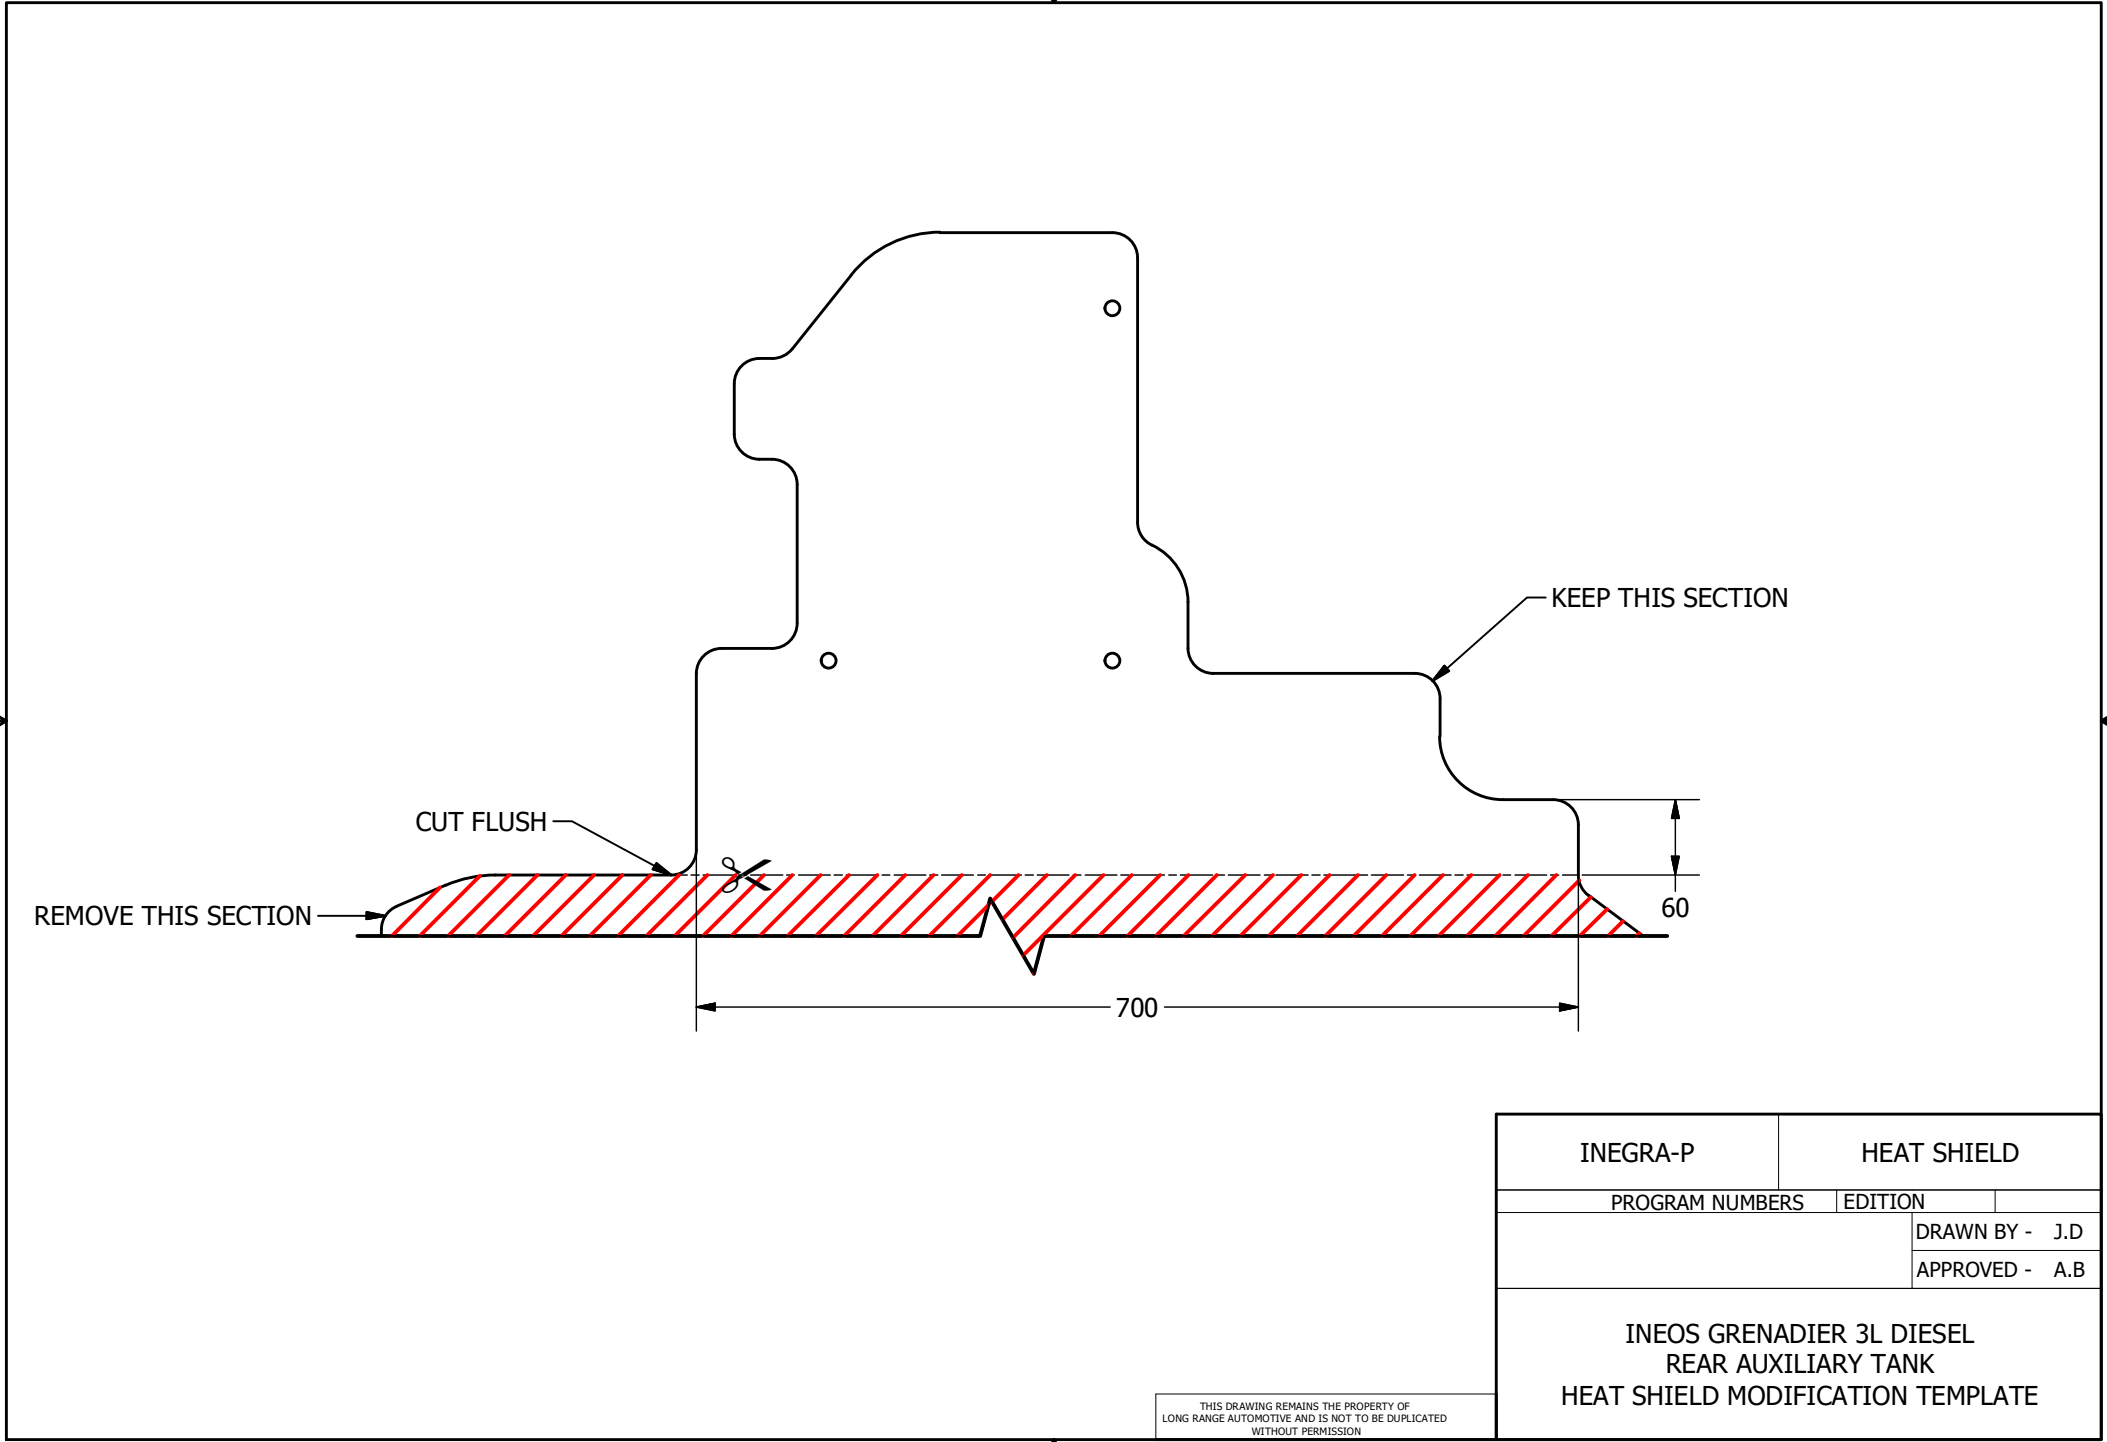 KEEP THIS SECTION
CUT FLUSH
REMOVE THIS SECTION
60
700
INEGRA-P
HEAT SHIELD
PROGRAM NUMBERS
EDITION
DRAWN BY - J.D
APPROVED - A.B
INEOS GRENADIER 3L DIESEL
REAR AUXILIARY TANK
HEAT SHIELD MODIFICATION TEMPLATE
THIS DRAWING REMAINS THE PROPERTY OF
LONG RANGE AUTOMOTIVE AND IS NOT TO BE DUPLICATED
WITHOUT PERMISSION